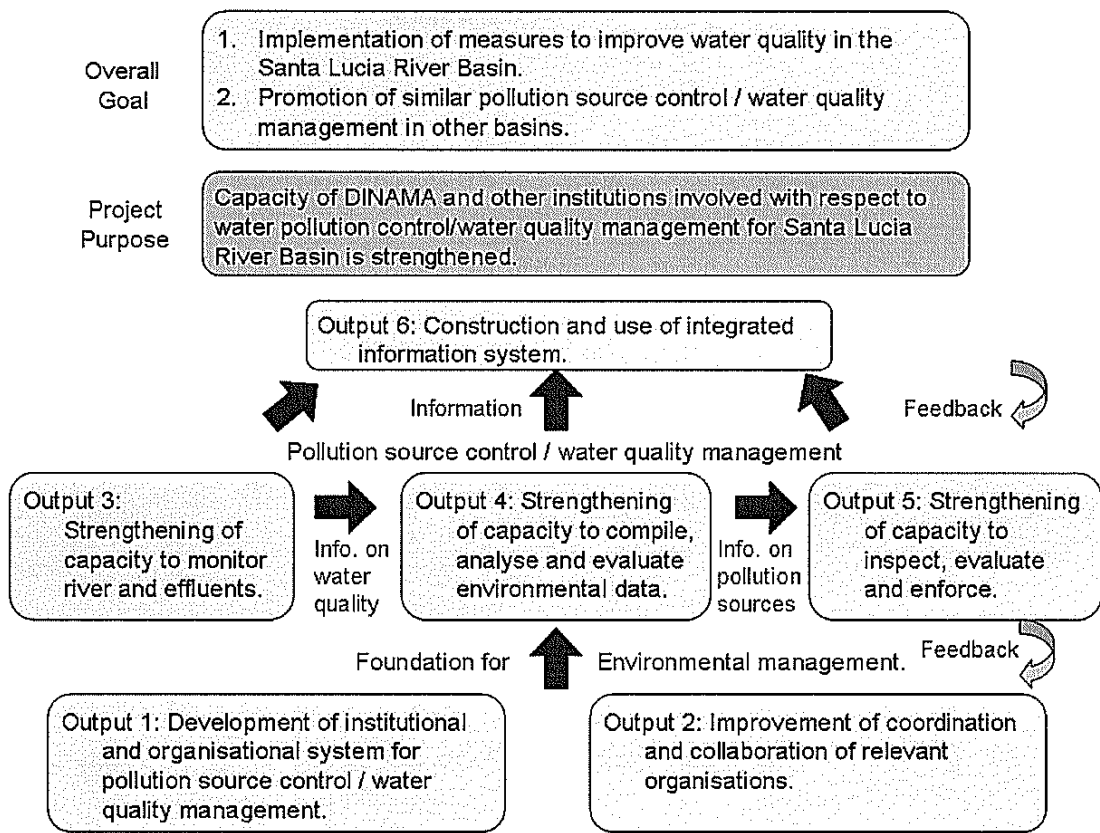 Overall
Goal
1. Implementation of measures to improve water quality in the
Santa Lucia River Basin.
2. Promotion of similar pollution source control / water quality
management in other basins.
Project
Purpose
Capacity of DINAMA and other institutions involved with respect to
water pollution control/water quality management for Santa Lucia
River Basin is strengthened.
Output 6: Construction and use of integrated
information system.
Information
Feedback
Pollution source control / water quality management
Output 3:
Strengthening of
capacity to monitor
river and effluents.
Info. on
water
quality
Output 4: Strengthening
of capacity to compile,
analyse and evaluate
environmental data.
Info. on
pollution
sources
Output 5: Strengthening
of capacity to
inspect, evaluate
and enforce.
Foundation for
Environmental management.
Feedback
Output 1: Development of institutional
and organisational system for
pollution source control / water
quality management.
Output 2: Improvement of coordination
and collaboration of relevant
organisations.